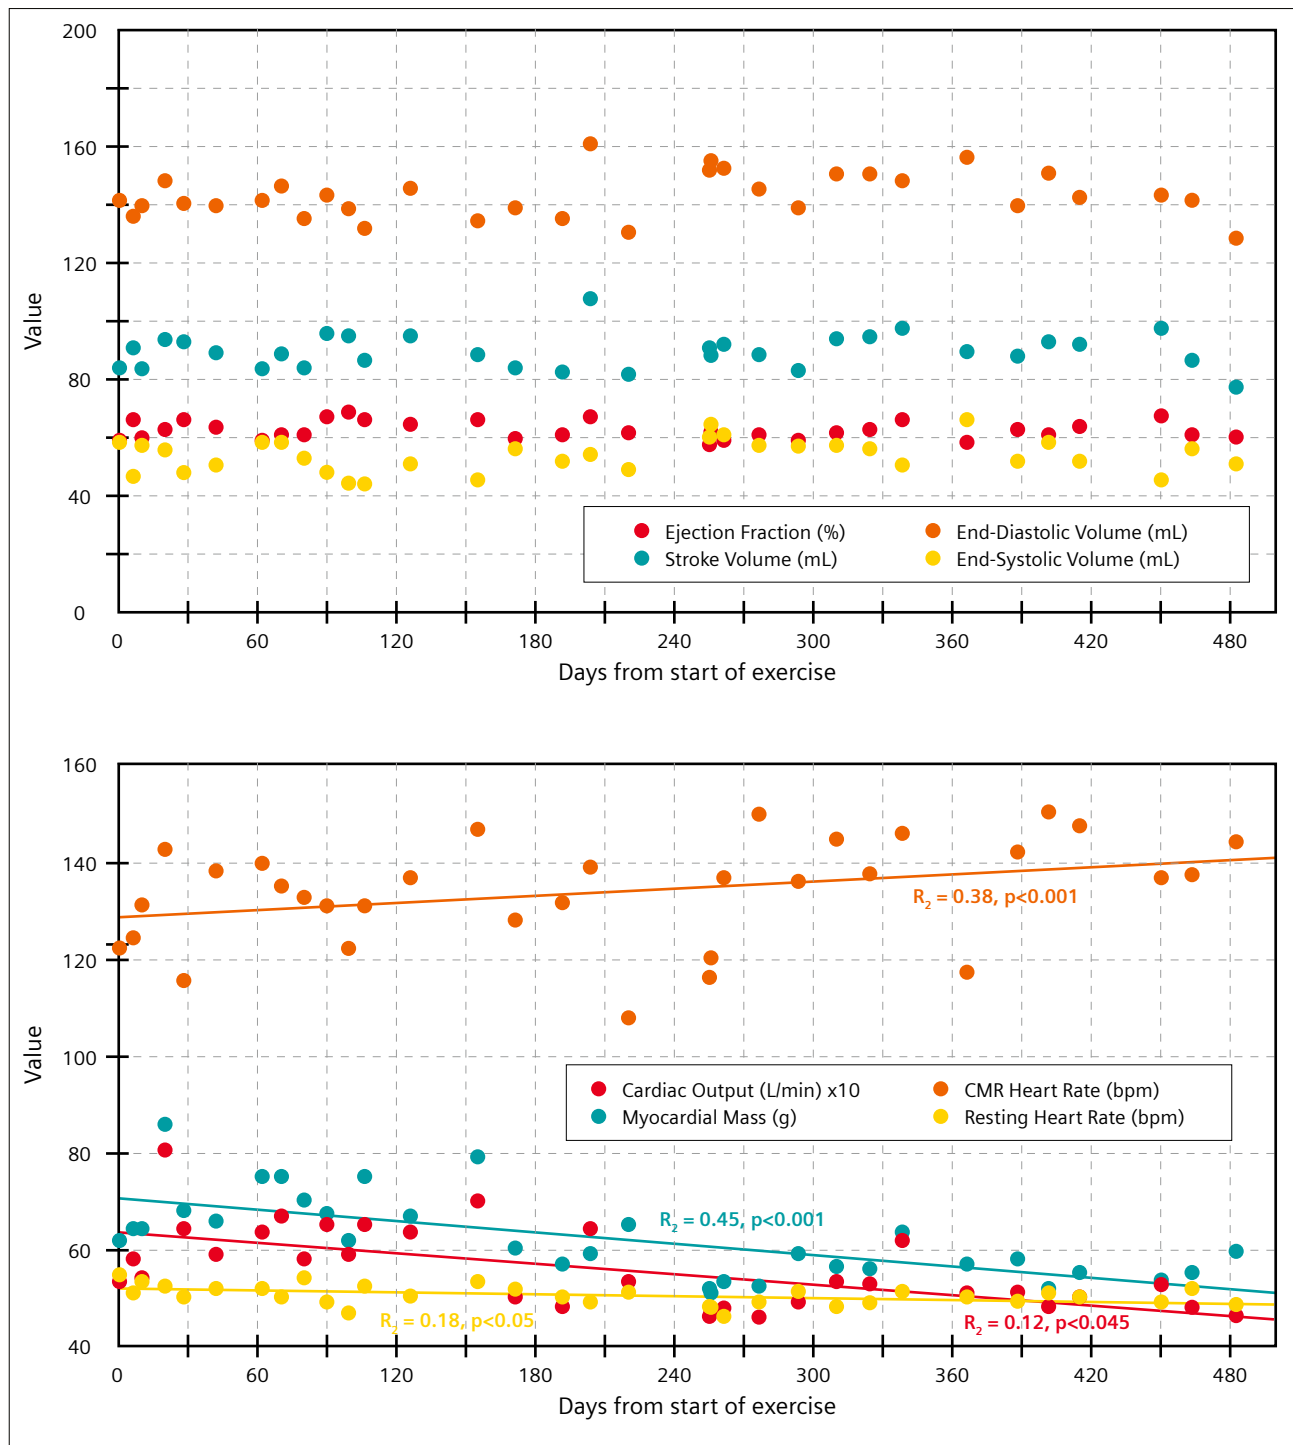 200
160
120
80
40
0
Value
Ejection Fraction (%)
End-Diastolic Volume (mL)
Stroke Volume (mL)
End-Systolic Volume (mL)
0 60 120 180 240 300 360 420 480
Days from start of exercise
160
140
120
100
80
60
40
Value
R2 = 0.38, p<0.001
Cardiac Output (L/min) x10
CMR Heart Rate (bpm)
Myocardial Mass (g)
Resting Heart Rate (bpm)
R2 = 0.45, p<0.001
R2 = 0.18, p<0.05
R2 = 0.12, p<0.045
0 60 120 180 240 300 360 420 480
Days from start of exercise